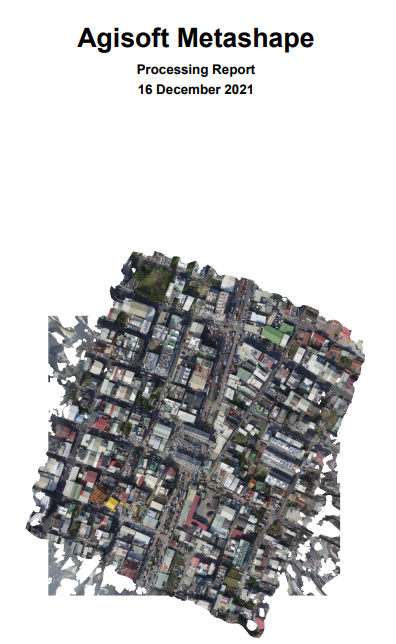 Agisoft Metashape
Processing Report
16 December 2021